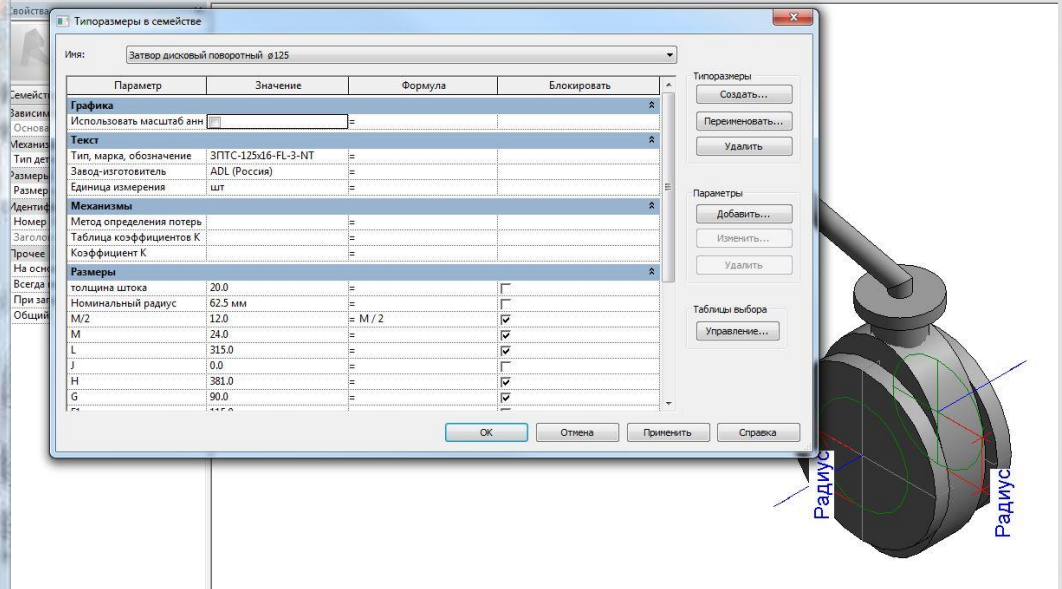 Свойства
Типоразмеры в семействе
Имя: Затвор дисковый поворотный ø125
Параметр Значение Формула Блокировать
Графика
Использовать масштаб анн =
Текст
Тип, марка, обозначение ЗПТС-125x16-FL-3-NT =
Завод-изготовитель ADL (Россия) =
Единица измерения шт =
Механизмы
Метод определения потерь =
Таблица коэффициентов К =
Коэффициент К =
Размеры
толщина штока 20.0 =
Номинальный радиус 62.5 мм =
M/2 12.0 = M / 2
M 24.0 =
L 315.0 =
J 0.0 =
H 381.0 =
G 90.0 =
Типоразмеры
Создать...
Переименовать...
Удалить
Параметры
Добавить...
Изменить...
Удалить
Таблицы выбора
Управление...
OK Отмена Применить Справка
Семейст
Зависим
Основа
Механиз
Тип дет
Размеры
Размер
Идентиф
Номер
Заголо
Прочее
На осно
Всегда
При заг
Общий
Радиус
Радиус